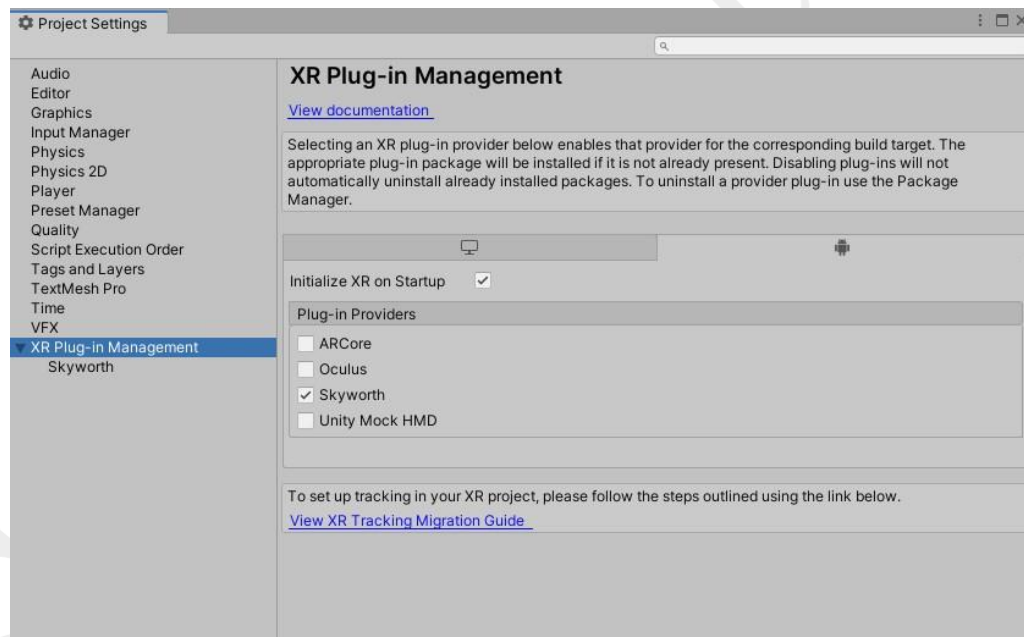 Project Settings
Audio
Editor
Graphics
Input Manager
Physics
Physics 2D
Player
Preset Manager
Quality
Script Execution Order
Tags and Layers
TextMesh Pro
Time
VFX
XR Plug-in Management
Skyworth
XR Plug-in Management
View documentation
Selecting an XR plug-in provider below enables that provider for the corresponding build target. The
appropriate plug-in package will be installed if it is not already present. Disabling plug-ins will not
automatically uninstall already installed packages. To uninstall a provider plug-in use the Package
Manager.
Initialize XR on Startup
Plug-in Providers
ARCore
Oculus
Skyworth
Unity Mock HMD
To set up tracking in your XR project, please follow the steps outlined using the link below.
View XR Tracking Migration Guide